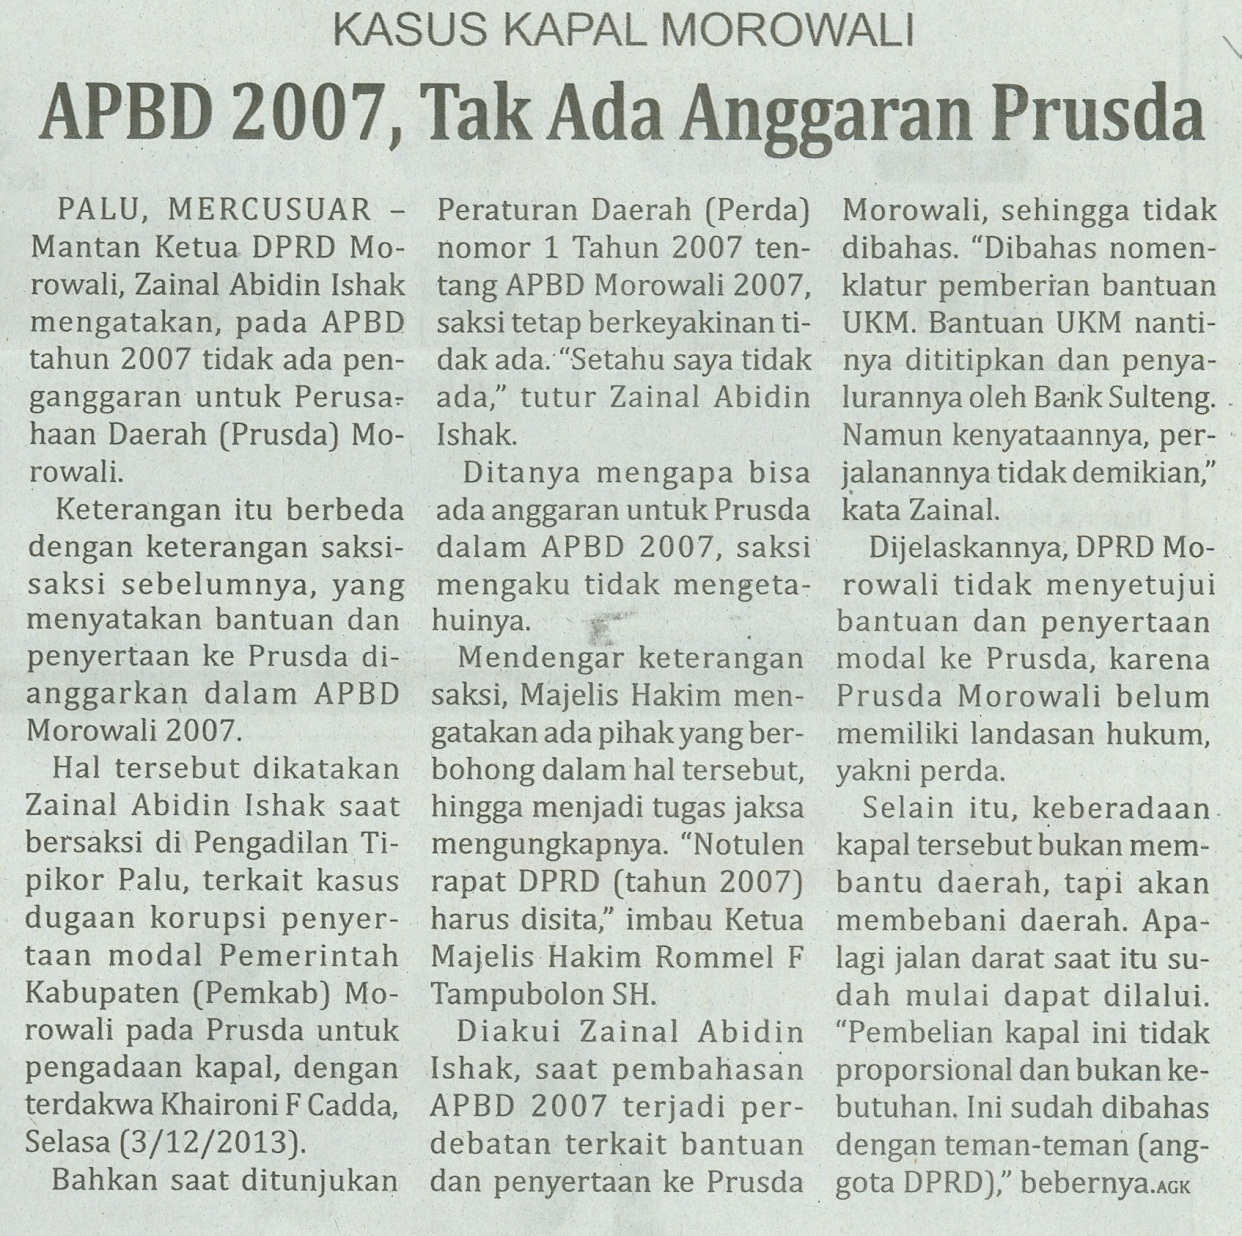 KASUS KAPAL MOROWALI
APBD 2007, Tak Ada Anggaran Prusda
PALU, MERCUSUAR –
Mantan Ketua DPRD Mo-
rowali, Zainal Abidin Ishak
mengatakan, pada APBD
tahun 2007 tidak ada pen-
ganggaran untuk Perusa-
haan Daerah (Prusda) Mo-
rowali.
Keterangan itu berbeda
dengan keterangan saksi-
saksi sebelumnya, yang
menyatakan bantuan dan
penyertaan ke Prusda di-
anggarkan dalam APBD
Morowali 2007.
Hal tersebut dikatakan
Zainal Abidin Ishak saat
bersaksi di Pengadilan Ti-
pikor Palu, terkait kasus
dugaan korupsi penyer-
taan modal Pemerintah
Kabupaten (Pemkab) Mo-
rowali pada Prusda untuk
pengadaan kapal, dengan
terdakwa Khaironi F Cadda,
Selasa (3/12/2013).
Bahkan saat ditunjukan
Peraturan Daerah (Perda)
nomor 1 Tahun 2007 ten-
tang APBD Morowali 2007,
saksi tetap berkeyakinan ti-
dak ada. “Setahu saya tidak
ada,” tutur Zainal Abidin
Ishak.
Ditanya mengapa bisa
ada anggaran untuk Prusda
dalam APBD 2007, saksi
mengaku tidak mengeta-
huinya.
Mendengar keterangan
saksi, Majelis Hakim men-
gatakan ada pihak yang ber-
bohong dalam hal tersebut,
hingga menjadi tugas jaksa
mengungkapnya. “Notulen
rapat DPRD (tahun 2007)
harus disita,” imbau Ketua
Majelis Hakim Rommel F
Tampubolon SH.
Diakui Zainal Abidin
Ishak, saat pembahasan
APBD 2007 terjadi per-
debatan terkait bantuan
dan penyertaan ke Prusda
Morowali, sehingga tidak
dibahas. “Dibahas nomen-
klatur pemberian bantuan
UKM. Bantuan UKM nanti-
nya dititipkan dan penya-
lurannya oleh Bank Sulteng.
Namun kenyataannya, per-
jalanannya tidak demikian,”
kata Zainal.
Dijelaskannya, DPRD Mo-
rowali tidak menyetujui
bantuan dan penyertaan
modal ke Prusda, karena
Prusda Morowali belum
memiliki landasan hukum,
yakni perda.
Selain itu, keberadaan
kapal tersebut bukan mem-
bantu daerah, tapi akan
membebani daerah. Apa-
lagi jalan darat saat itu su-
dah mulai dapat dilalui.
“Pembelian kapal ini tidak
proporsional dan bukan ke-
butuhan. Ini sudah dibahas
dengan teman-teman (ang-
gota DPRD),” bebernya.AGK